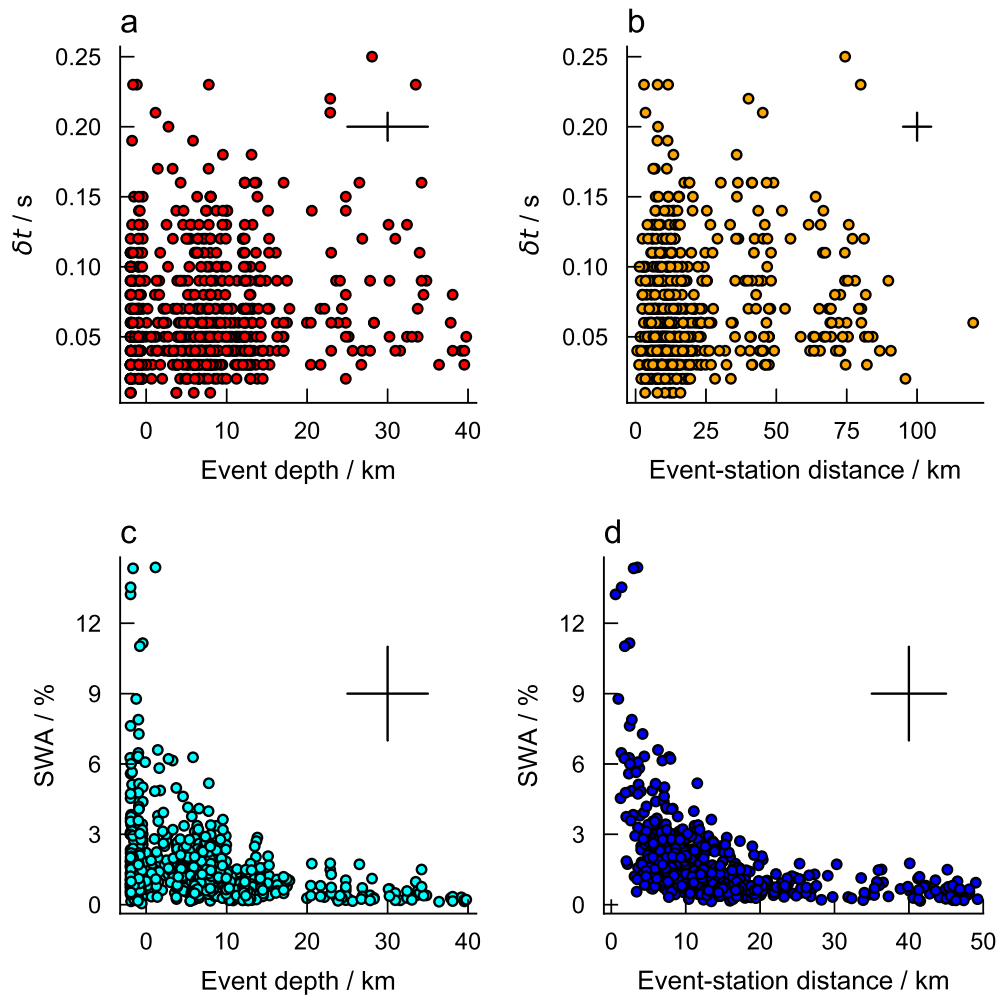 a
0.25
0.20
0.15
0.10
0.05
δt / s
0 10 20 30 40
Event depth / km
b
0.25
0.20
0.15
0.10
0.05
δt / s
0 25 50 75 100
Event-station distance / km
c
12
9
6
3
0
SWA / %
0 10 20 30 40
Event depth / km
d
12
9
6
3
0
SWA / %
0 10 20 30 40 50
Event-station distance / km